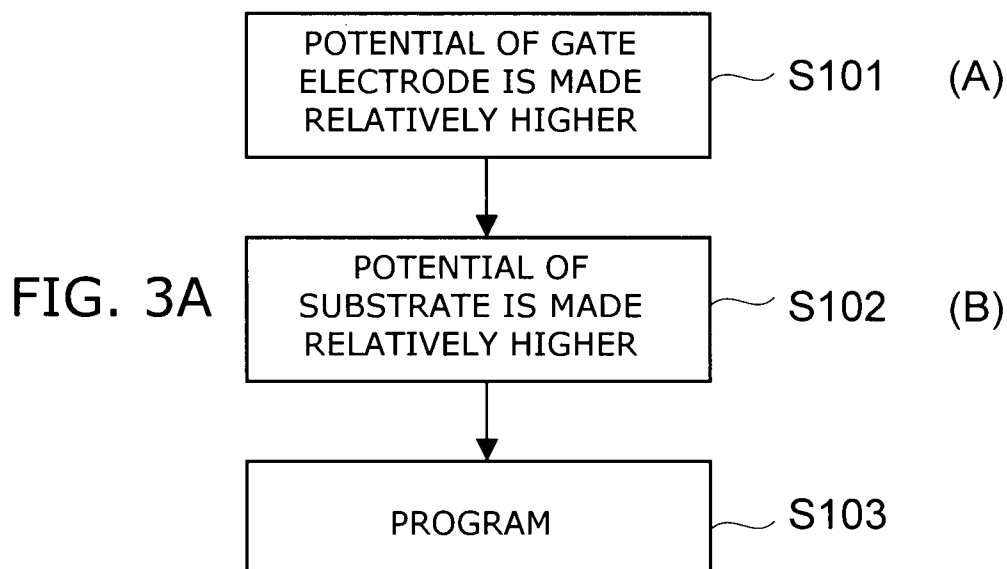 POTENTIAL OF GATE
ELECTRODE IS MADE
RELATIVELY HIGHER
S101 (A)
FIG. 3A
POTENTIAL OF
SUBSTRATE IS MADE
RELATIVELY HIGHER
S102 (B)
PROGRAM
S103